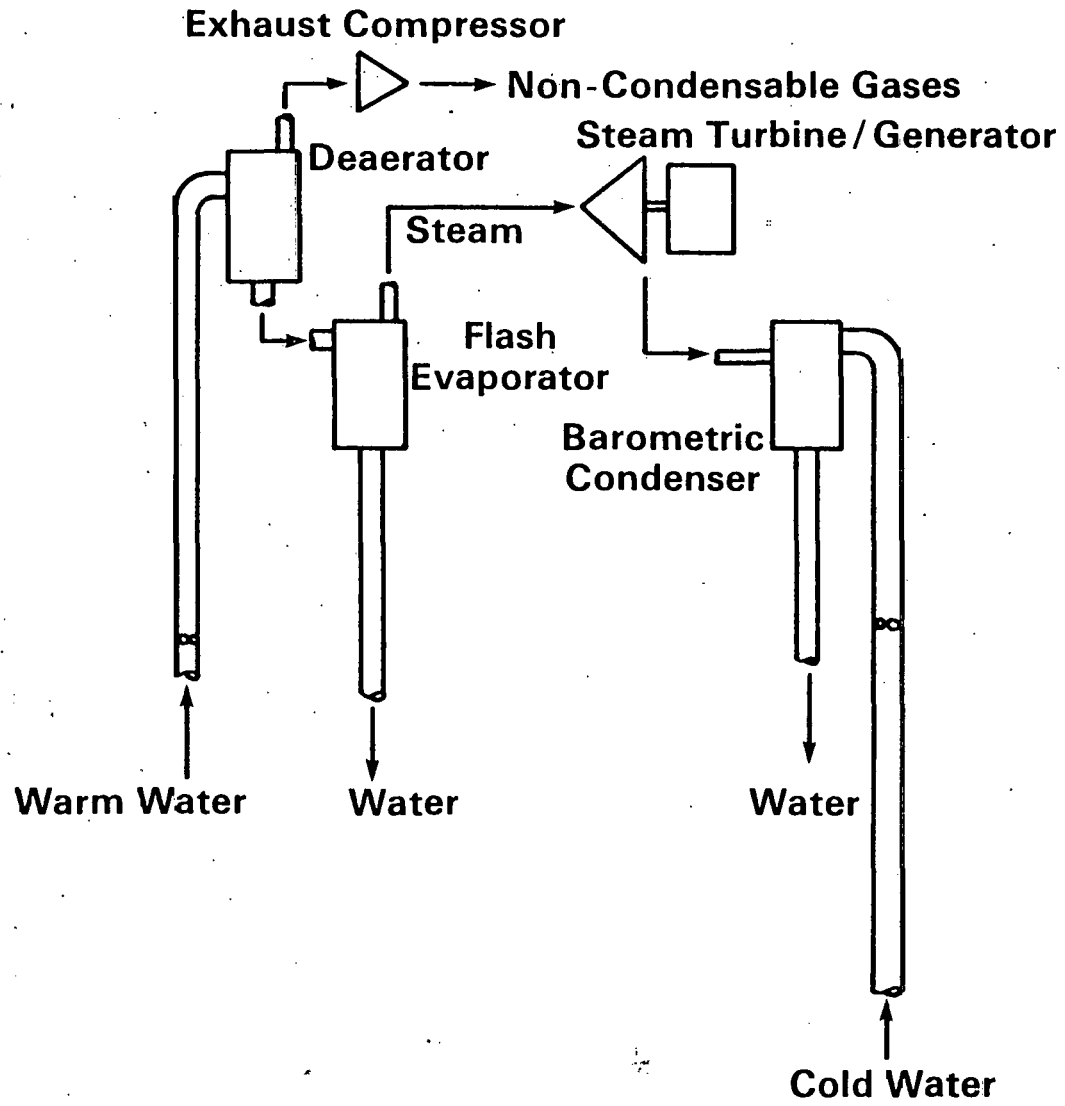 Exhaust Compressor
Non-Condensable Gases
Steam Turbine/Generator
Deaerator
Steam
Flash
Evaporator
Barometric
Condenser
Warm Water
Water
Water
Cold Water